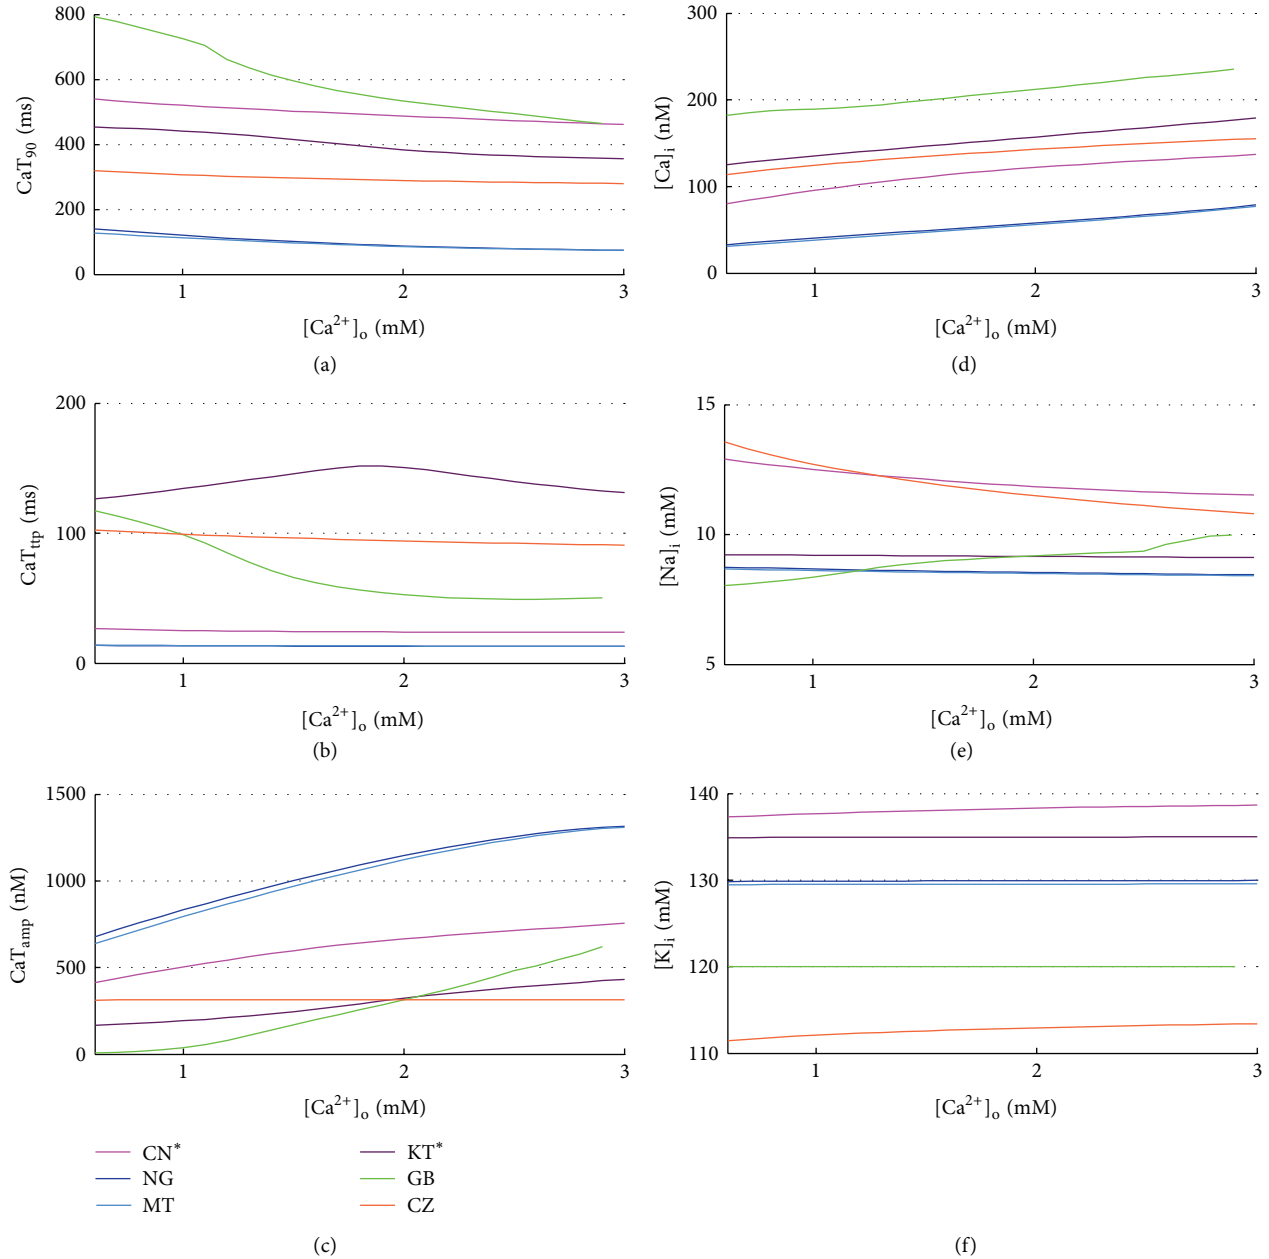 800
600
400
200
0
CaT90 (ms)
1 2 3
[Ca2+]o (mM)
(a)
300
200
100
0
[Ca]i (nM)
1 2 3
[Ca2+]o (mM)
(d)
200
100
0
CaTttp (ms)
1 2 3
[Ca2+]o (mM)
(b)
15
10
5
[Na]i (mM)
1 2 3
[Ca2+]o (mM)
(e)
1500
1000
500
0
CaTamp (nM)
1 2 3
[Ca2+]o (mM)
140
130
120
110
[K]i (mM)
1 2 3
[Ca2+]o (mM)
CN* KT*
NG GB
MT CZ
(c)
(f)